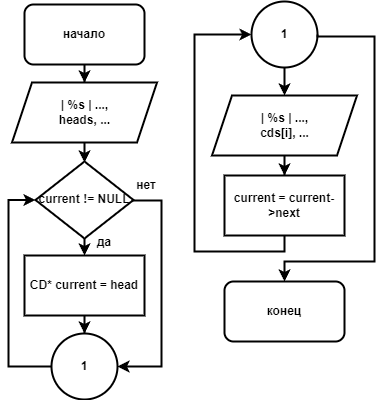 начало
| %s | ...,
heads, ...
current != NULL
нет
да
CD* current = head
1
1
| %s | ...,
cds[i], ...
current = current-
>next
конец